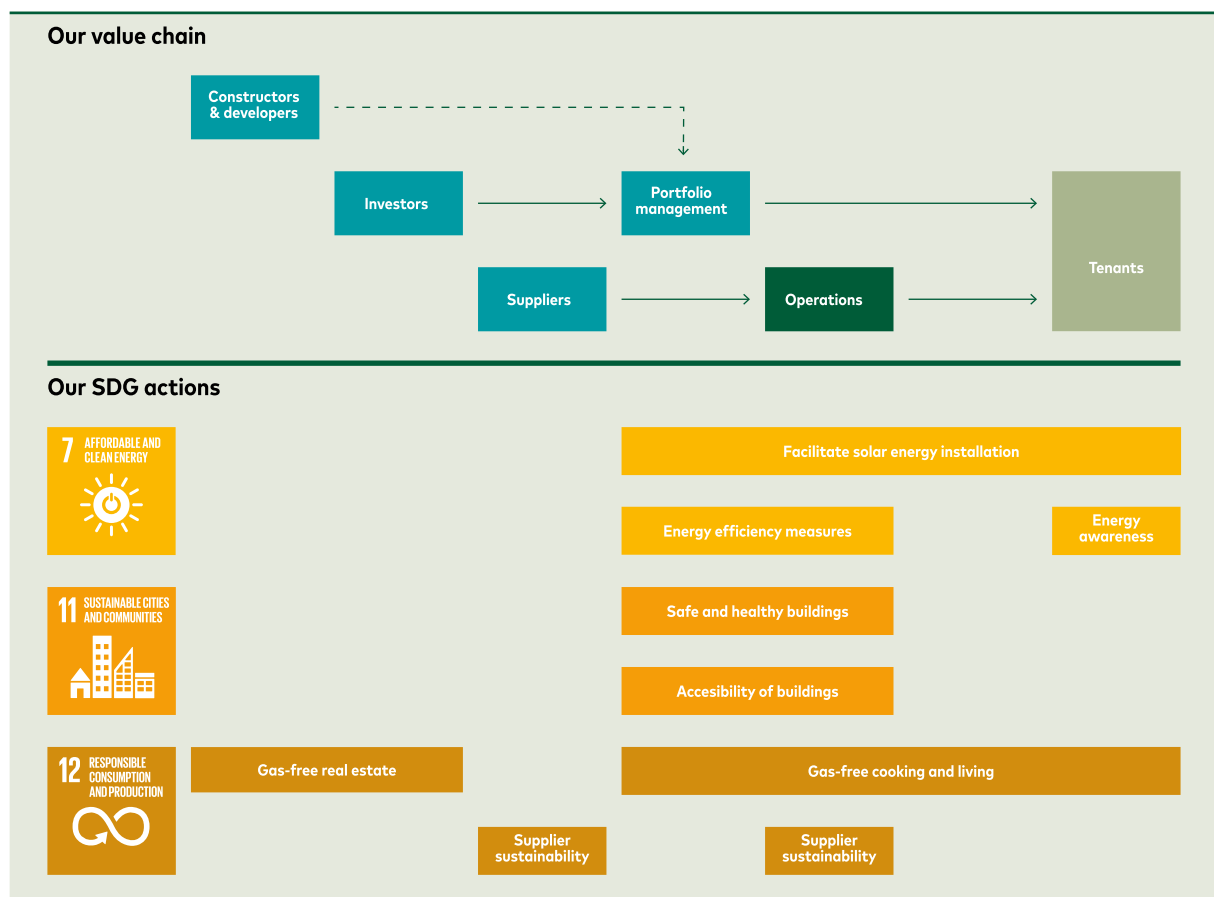 Our value chain
Constructors
& developers
Investors
Portfolio
management
Tenants
Suppliers
Operations
Our SDG actions
7 AFFORDABLE AND
CLEAN ENERGY
Facilitate solar energy installation
Energy efficiency measures
Energy
awareness
11 SUSTAINABLE CITIES
AND COMMUNITIES
Safe and healthy buildings
Accesibility of buildings
12 RESPONSIBLE
CONSUMPTION
AND PRODUCTION
Gas-free real estate
Gas-free cooking and living
Supplier
sustainability
Supplier
sustainability